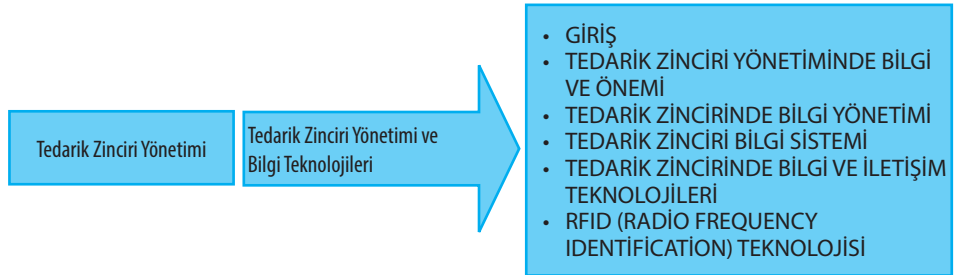 Tedarik Zinciri Yönetimi
Tedarik Zinciri Yönetimi ve
Bilgi Teknolojileri
• GİRİŞ
• TEDARİK ZİNCİRİ YÖNETİMİNDE BİLGİ
VE ÖNEMİ
• TEDARİK ZİNCİRİNDE BİLGİ YÖNETİMİ
• TEDARİK ZİNCİRİ BİLGİ SİSTEMİ
• TEDARİK ZİNCİRİNDE BİLGİ VE İLETİŞİM
TEKNOLOJİLERİ
• RFID (RADİO FREQUENCY
IDENTİFİCATİON) TEKNOLOJİSİ